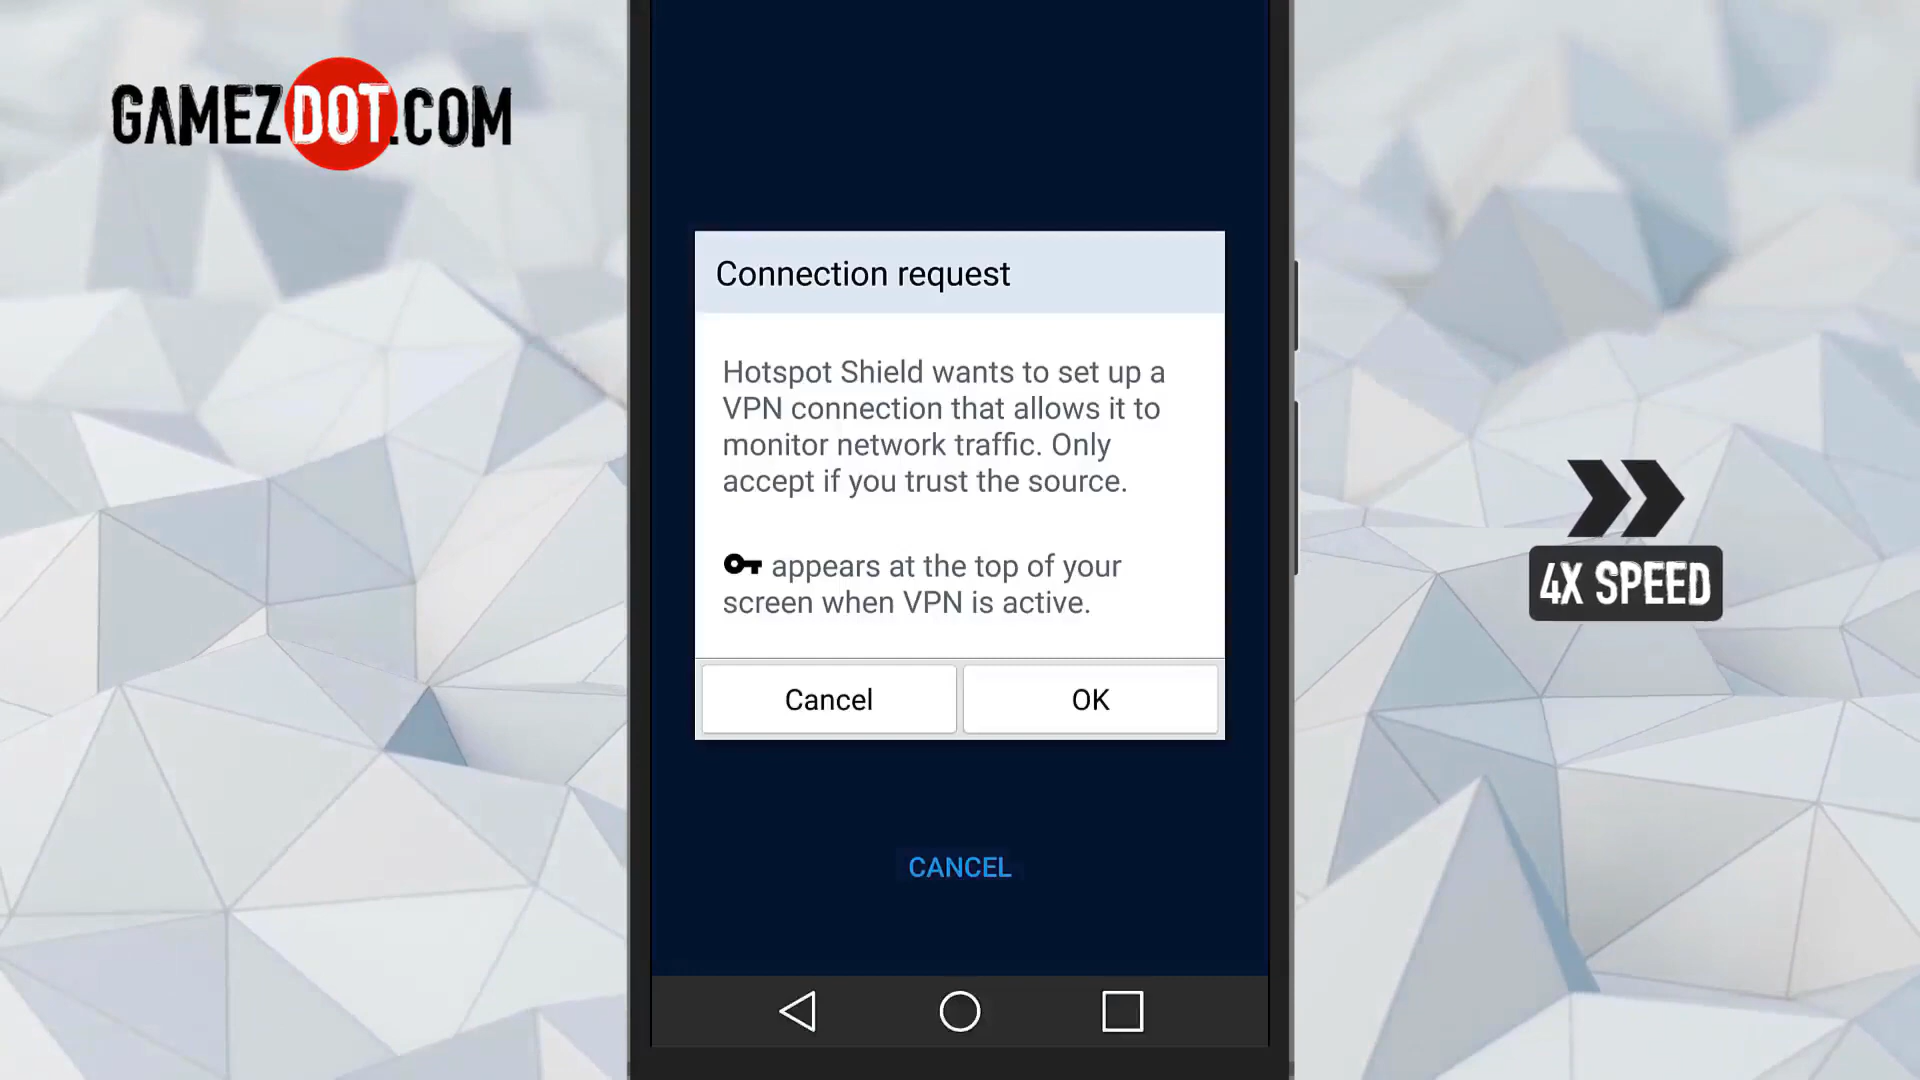 GAMEZDOT.COM
Connection request
Hotspot Shield wants to set up a
VPN connection that allows it to
monitor network traffic. Only
accept if you trust the source.
appears at the top of your
screen when VPN is active.
Cancel OK
4X SPEED
CANCEL